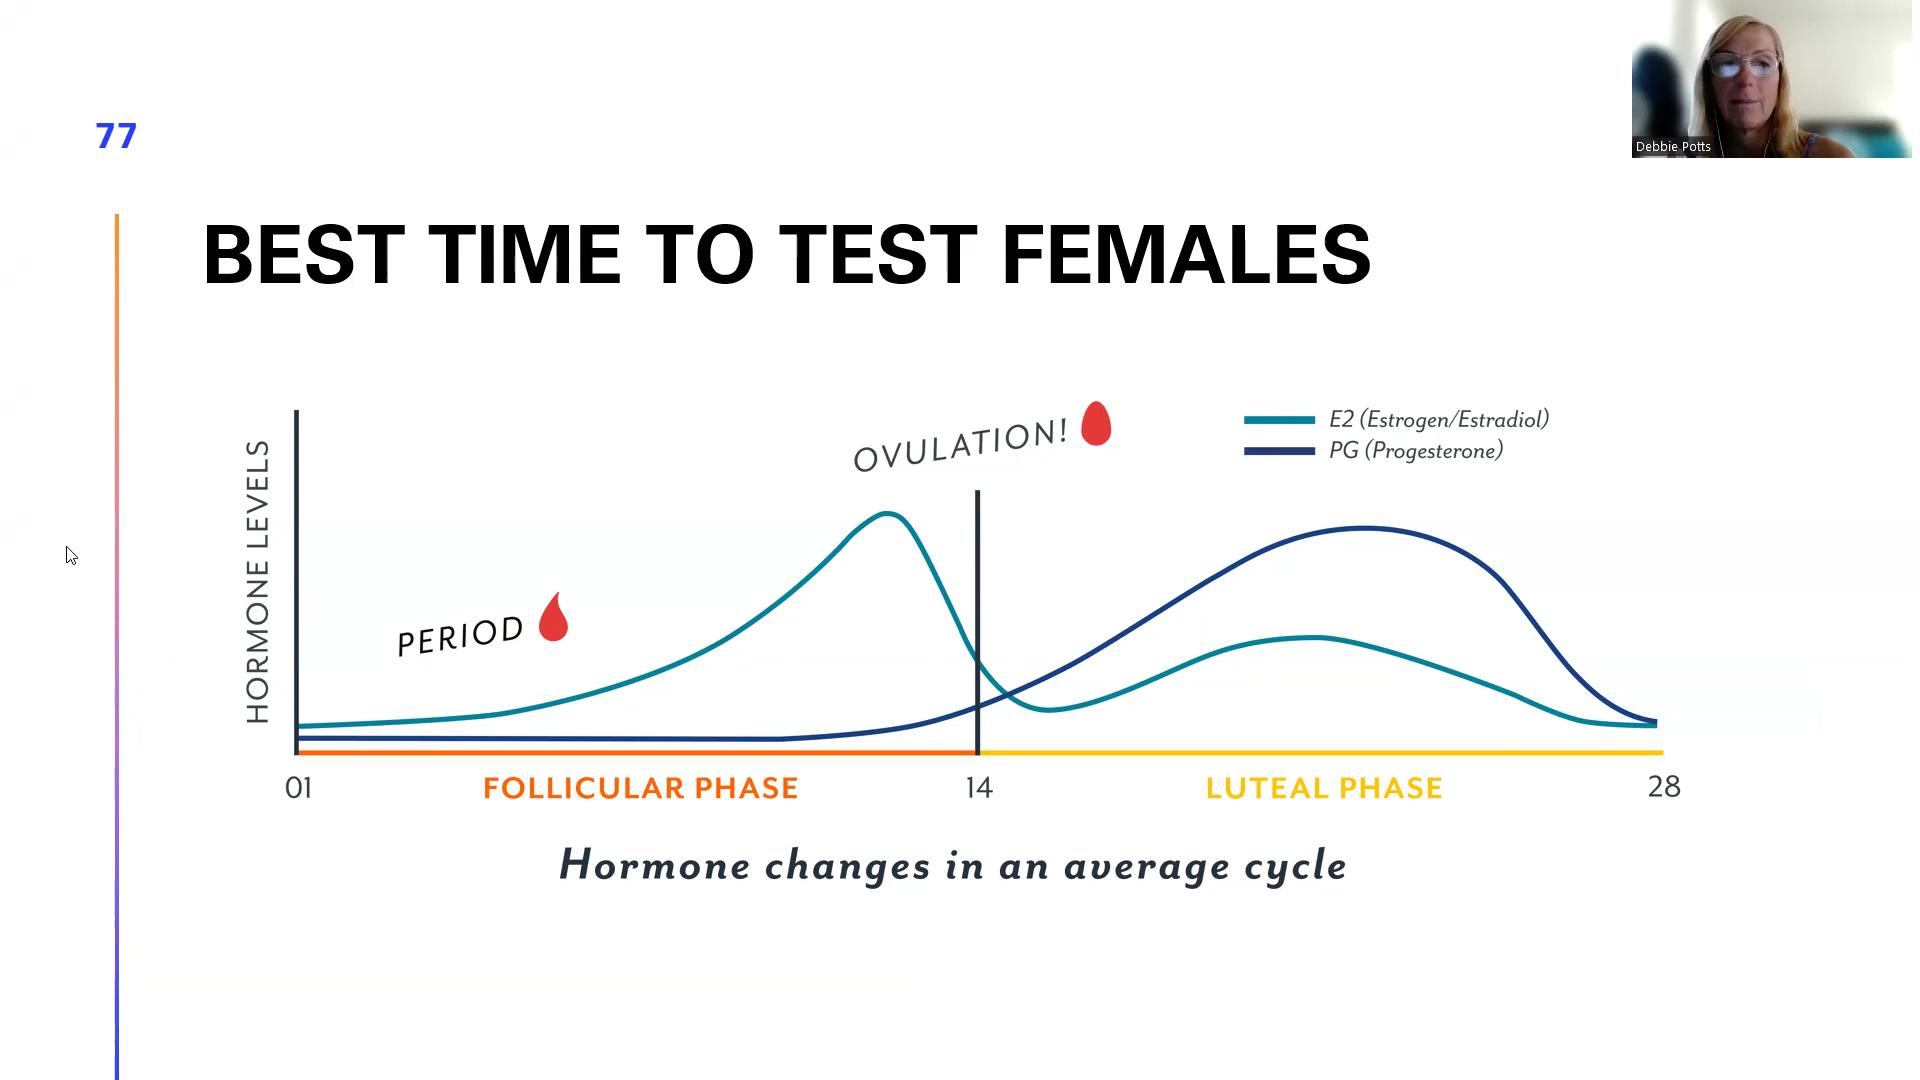 77
Debbie Potts
BEST TIME TO TEST FEMALES
OVULATION!
E2 (Estrogen/Estradiol)
PG (Progesterone)
HORMONE LEVELS
PERIOD
01
FOLLICULAR PHASE
14
LUTEAL PHASE
28
Hormone changes in an average cycle